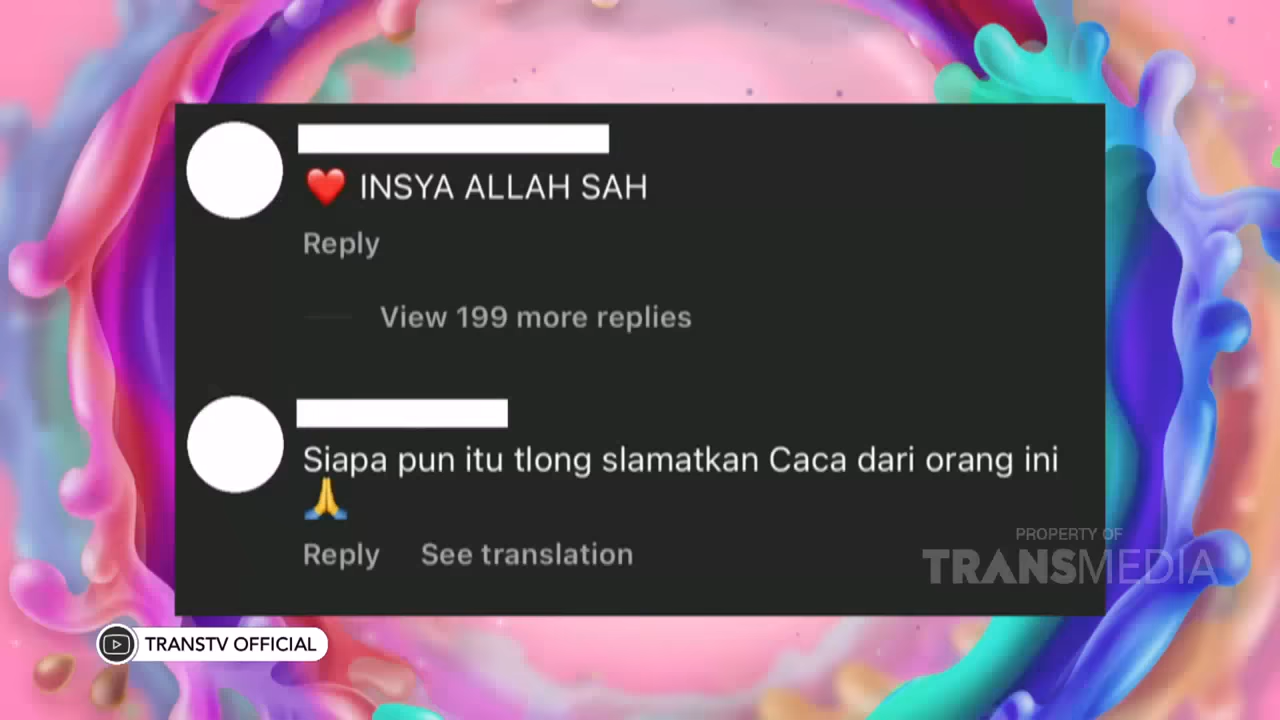 ❤️ INSYA ALLAH SAH
Reply
View 199 more replies
Siapa pun itu tlong slamatkan Caca dari orang ini
🙏
Reply See translation
PROPERTY OF
TRANSMEDIA
TRANSTV OFFICIAL